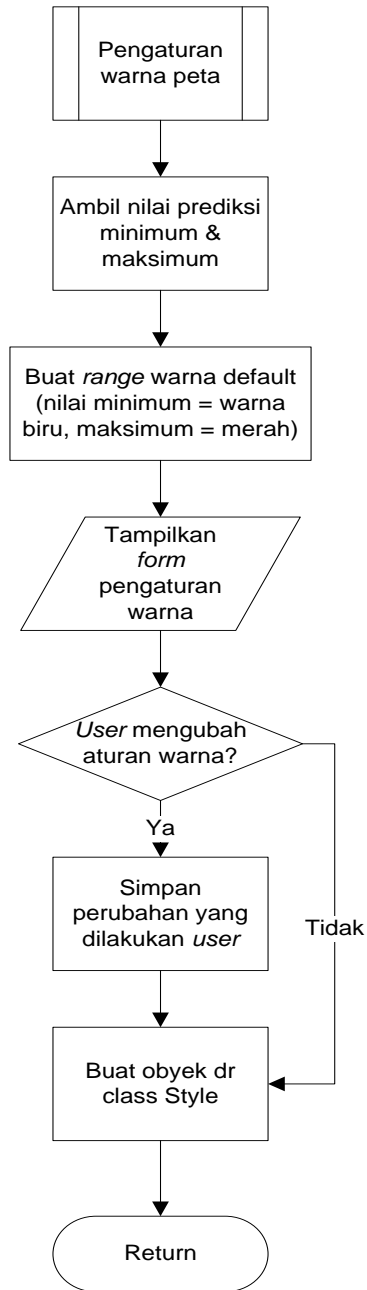 Pengaturan
warna peta
Ambil nilai prediksi
minimum &
maksimum
Buat range warna default
(nilai minimum = warna
biru, maksimum = merah)
Tampilkan
form
pengaturan
warna
User mengubah
aturan warna?
Ya
Simpan
perubahan yang
dilakukan user
Tidak
Buat obyek dr
class Style
Return